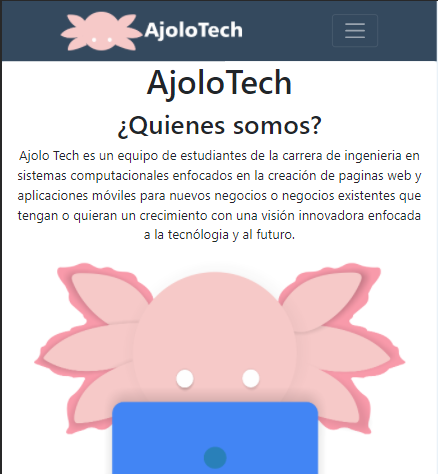 AjoloTech
AjoloTech
¿Quienes somos?
Ajolo Tech es un equipo de estudiantes de la carrera de ingenieria en
sistemas computacionales enfocados en la creación de paginas web y
aplicaciones móviles para nuevos negocios o negocios existentes que
tengan o quieran un crecimiento con una visión innovadora enfocada
a la tecnólogia y al futuro.